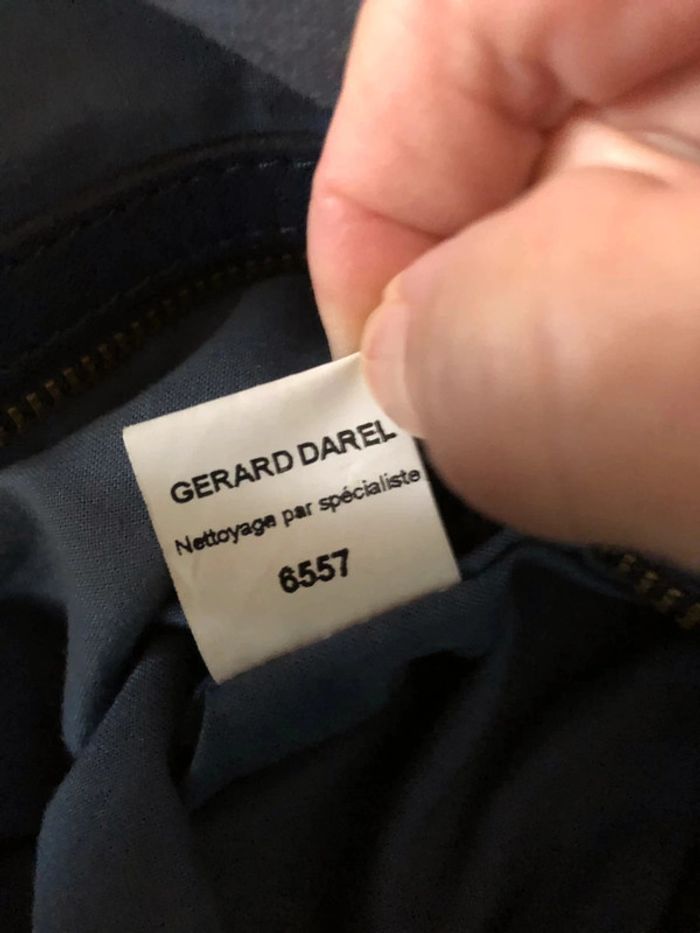 GERARD DAREL
Nettoyage par spécialiste
6557